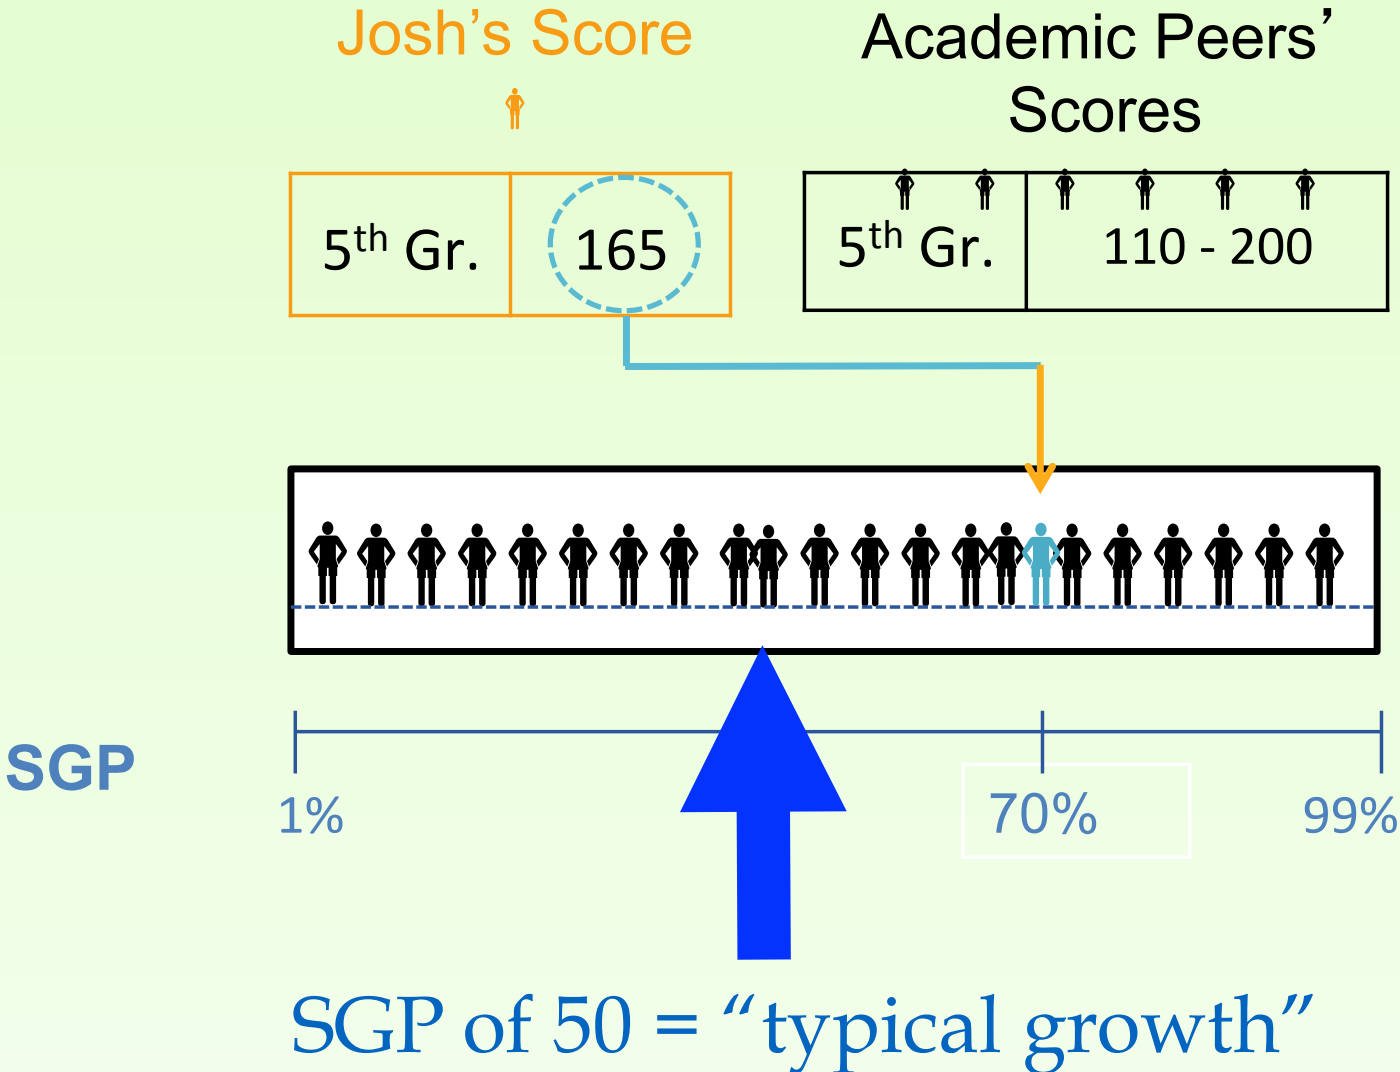 Josh’s Score
Academic Peers’
Scores
5th Gr.
165
5th Gr.
110 - 200
SGP
1%
70%
99%
SGP of 50 = “typical growth”